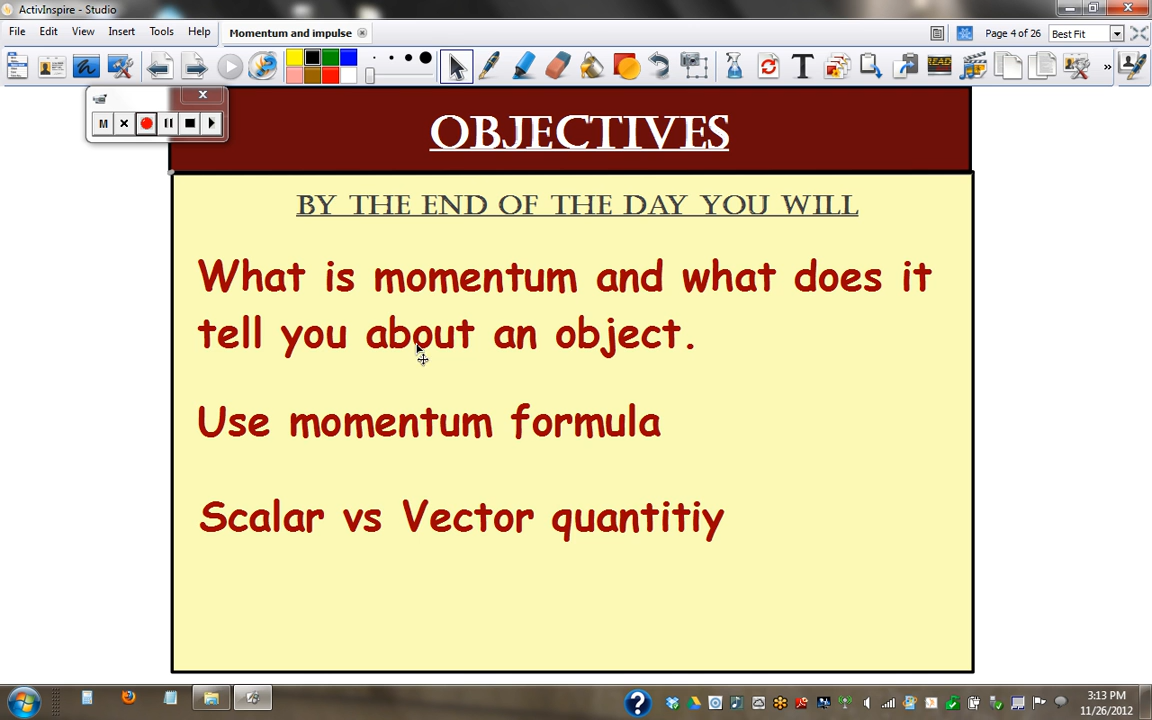 ActivInspire - Studio
File Edit View Insert Tools Help Momentum and impulse Page 4 of 26 Best Fit
T READ »
M
OBJECTIVES
BY THE END OF THE DAY YOU WILL
What is momentum and what does it
tell you about an object.
Use momentum formula
Scalar vs Vector quantitiy
3:13 PM
11/26/2012